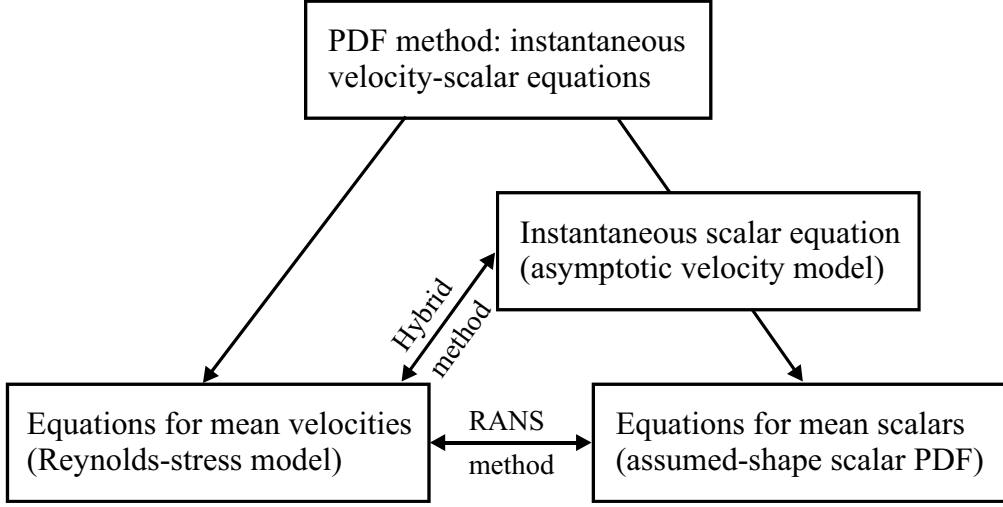 PDF method: instantaneous
velocity-scalar equations
Instantaneous scalar equation
(asymptotic velocity model)
Hybrid
method
Equations for mean velocities
(Reynolds-stress model)
RANS
method
Equations for mean scalars
(assumed-shape scalar PDF)